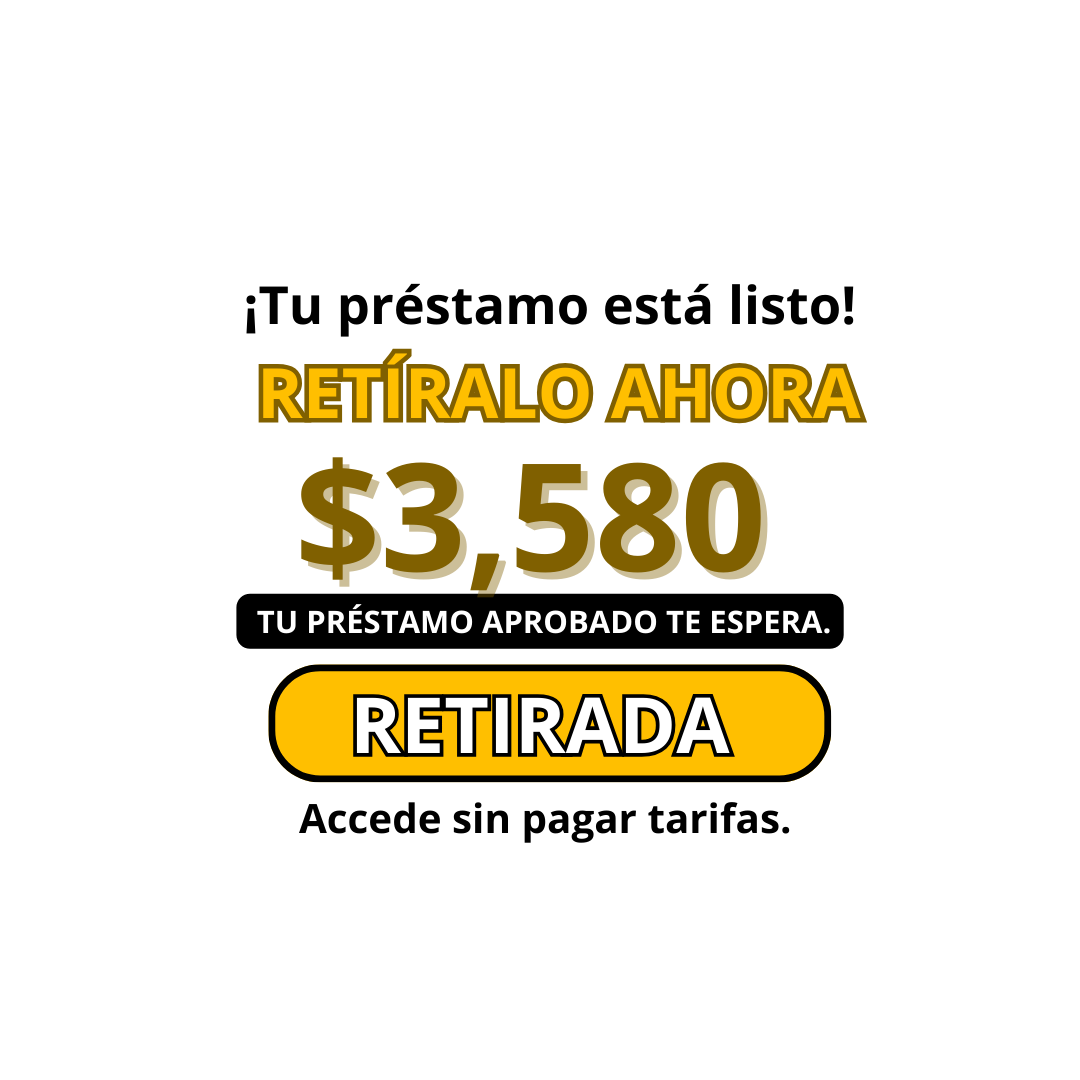 ¡Tu préstamo está listo!
RETÍRALO AHORA
$3,580
TU PRÉSTAMO APROBADO TE ESPERA.
RETIRADA
Accede sin pagar tarifas.